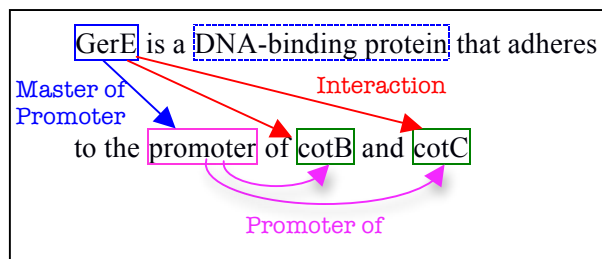 GerE is a DNA-binding protein that adheres
Master of
Promoter
Interaction
to the promoter of cotB and cotC
Promoter of